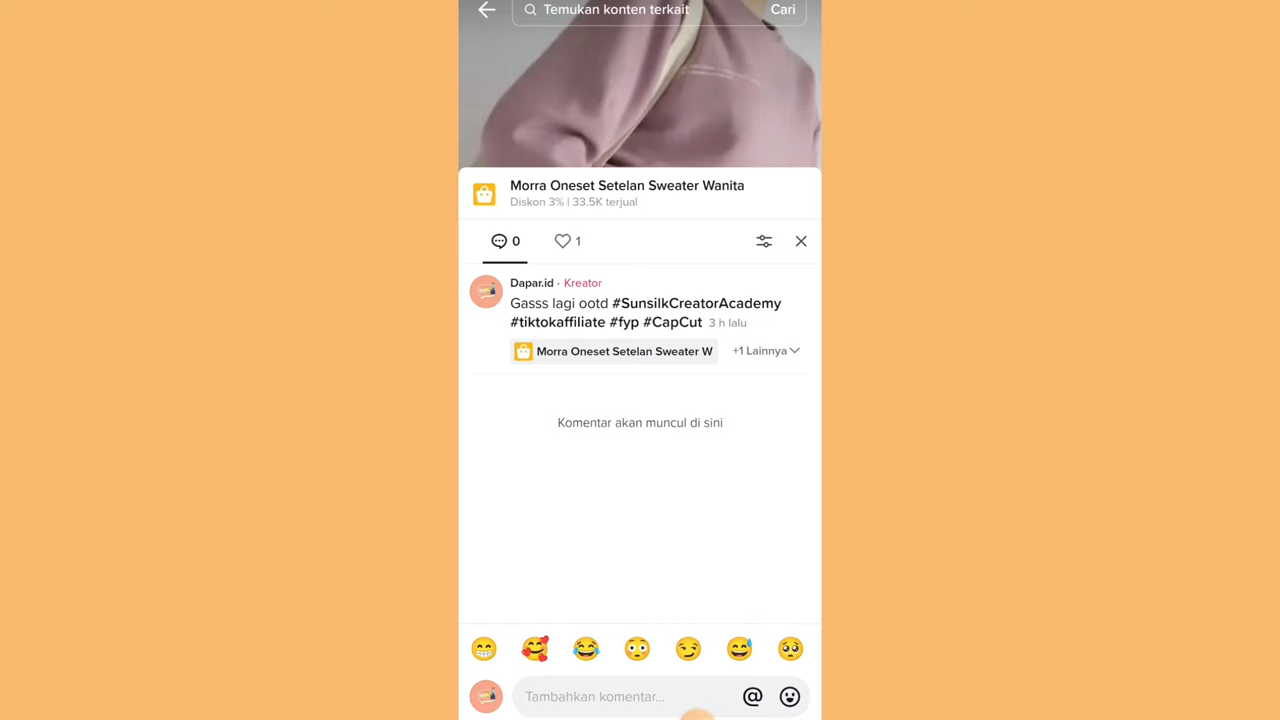 Temukan konten terkait
Cari
Morra Oneset Setelan Sweater Wanita
Diskon 3% | 33.5K terjual
0
1
Dapar.id · Kreator
Gasss lagi ootd #SunsilkCreatorAcademy
#tiktokaffiliate #fyp #CapCut 3 h lalu
Morra Oneset Setelan Sweater W
+1 Lainnya
Komentar akan muncul di sini
Tambahkan komentar...
@